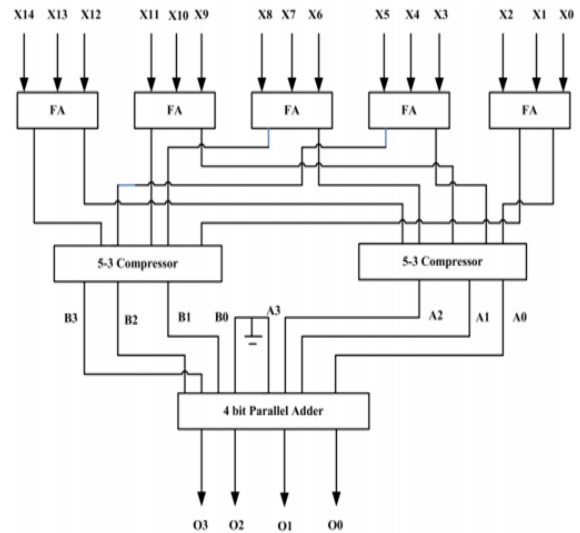 X14 X13 X12 X11 X10 X9 X8 X7 X6 X5 X4 X3 X2 X1 X0
FA FA FA FA FA
5-3 Compressor 5-3 Compressor
B3 B2 B1 B0 A3 A2 A1 A0
4 bit Parallel Adder
O3 O2 O1 O0